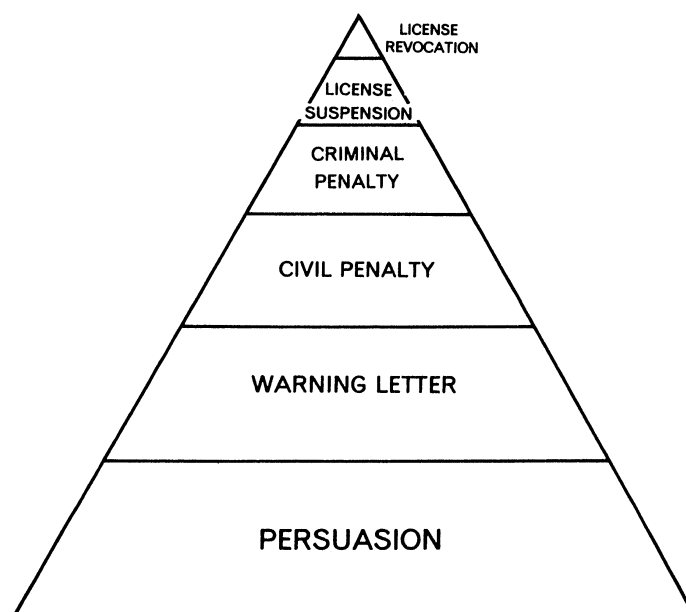 LICENSE
REVOCATION
LICENSE
SUSPENSION
CRIMINAL
PENALTY
CIVIL PENALTY
WARNING LETTER
PERSUASION